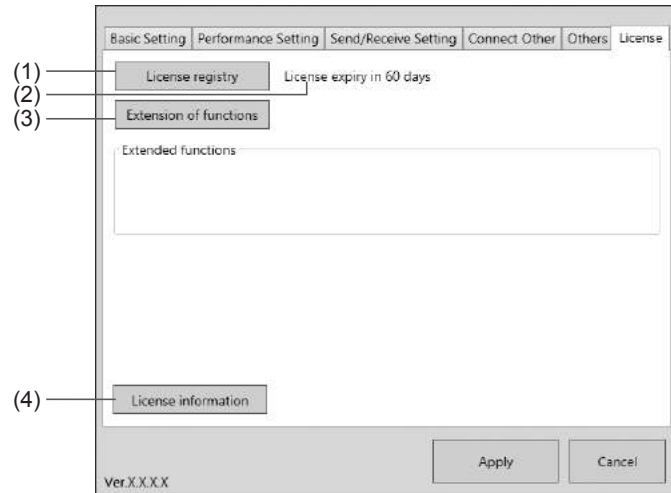 Basic Setting Performance Setting Send/Receive Setting Connect Other Others License
(1) License registry License expiry in 60 days
(2)
(3) Extension of functions
Extended functions
(4) License information
Apply Cancel
Ver.X.X.X.X